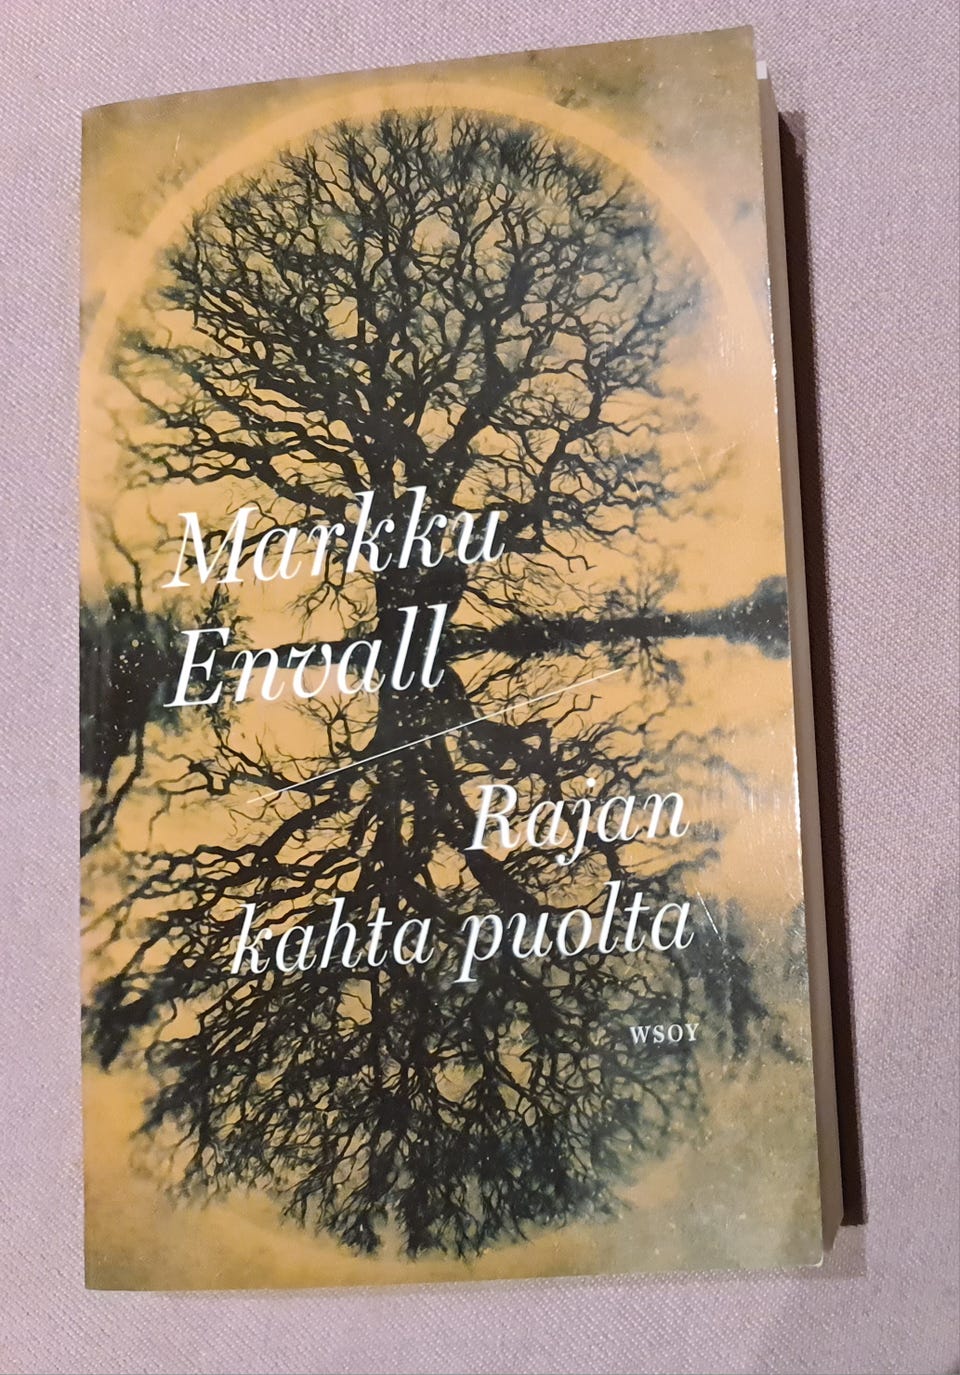 Markku
Envall
Rajan
kahta puolta
WSOY